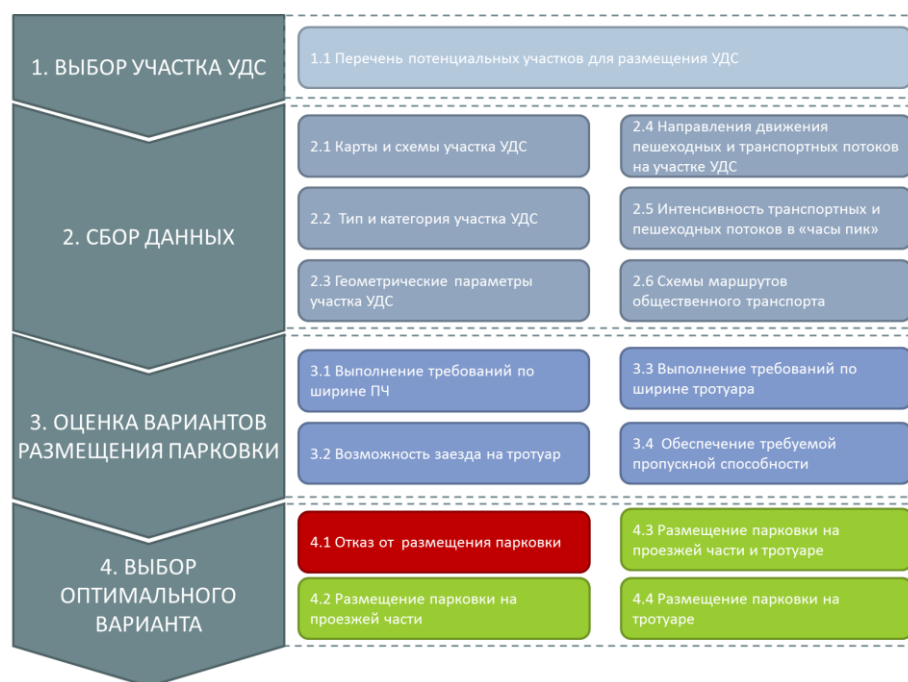 1. ВЫБОР УЧАСТКА УДС
1.1 Перечень потенциальных участков для размещения УДС
2. СБОР ДАННЫХ
2.1 Карты и схемы участка УДС
2.4 Направления движения
пешеходных и транспортных потоков
на участке УДС
2.2 Тип и категория участка УДС
2.5 Интенсивность транспортных и
пешеходных потоков в «часы пик»
2.3 Геометрические параметры
участка УДС
2.6 Схемы маршрутов
общественного транспорта
3. ОЦЕНКА ВАРИАНТОВ
РАЗМЕЩЕНИЯ ПАРКОВКИ
3.1 Выполнение требований по
ширине ПЧ
3.3 Выполнение требований по
ширине тротуара
3.2 Возможность заезда на тротуар
3.4 Обеспечение требуемой
пропускной способности
4. ВЫБОР
ОПТИМАЛЬНОГО
ВАРИАНТА
4.1 Отказ от размещения парковки
4.3 Размещение парковки на
проезжей части и тротуаре
4.2 Размещение парковки на
проезжей части
4.4 Размещение парковки на
тротуаре